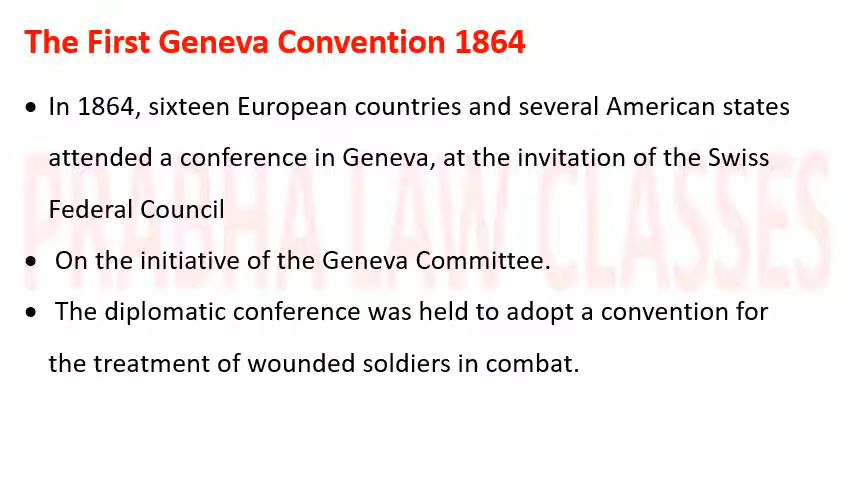 The First Geneva Convention 1864
• In 1864, sixteen European countries and several American states
attended a conference in Geneva, at the invitation of the Swiss
Federal Council
• On the initiative of the Geneva Committee.
• The diplomatic conference was held to adopt a convention for
the treatment of wounded soldiers in combat.
PRABHA LAW CLASSES